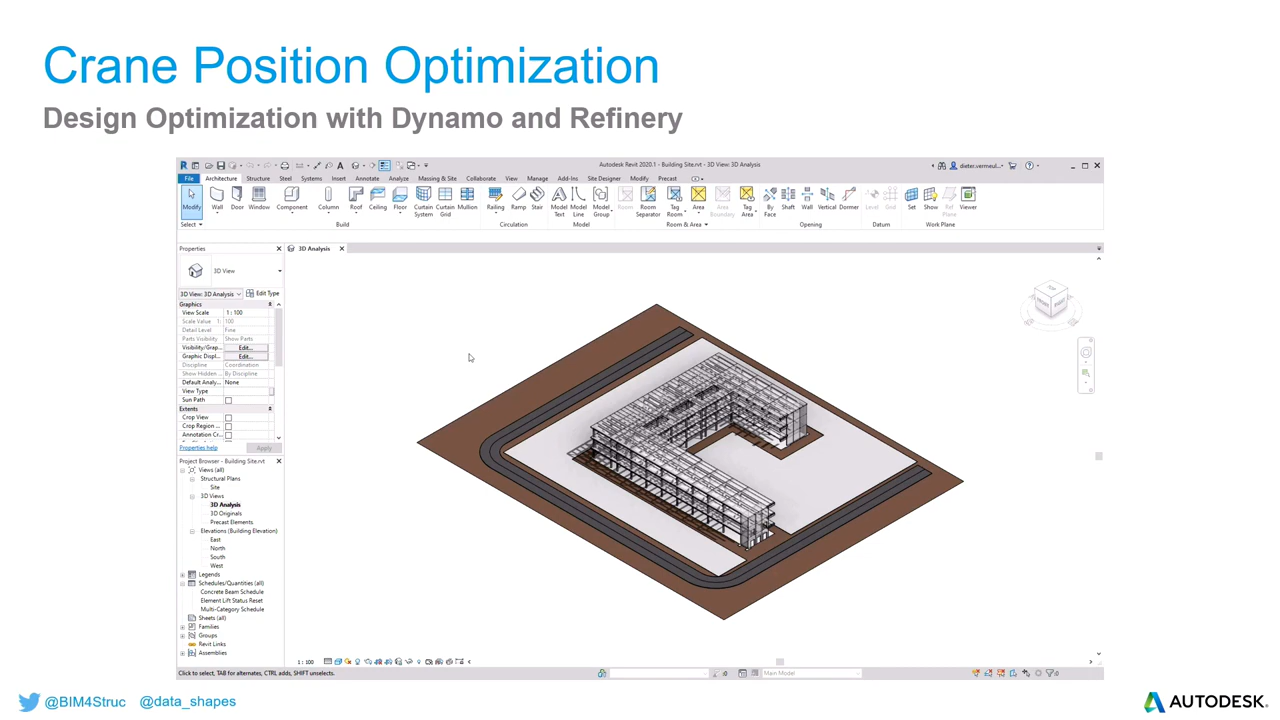 Crane Position Optimization
Design Optimization with Dynamo and Refinery
Autodesk Revit 2020.1 - Building Site.rvt - 3D View: 3D Analysis
dieter.vermeul...
File Architecture Structure Steel Systems Insert Annotate Analyze Massing & Site Collaborate View Manage Add-Ins Site Designer Modify Precast
Modify Wall Door Window Component Column Roof Ceiling Floor Curtain System Curtain Grid Mullion Railing Ramp Stair Model Text Model Line Model Group Room Room Separator Tag Room Area Area Boundary Tag Area By Face Shaft Wall Vertical Dormer Level Grid Set Show Ref Plane Viewer
Select Build Circulation Model Room & Area Opening Datum Work Plane
Properties
3D Analysis
3D View
3D View: 3D Analysis Edit Type
Graphics
View Scale 1 : 100
Scale Value 1: 100
Detail Level Fine
Parts Visibility Show Parts
Visibility/Grap... Edit...
Graphic Displ... Edit...
Discipline Coordination
Show Hidden By Discipline
Default Analy... None
View Type
Sun Path
Extents
Crop View
Crop Region
Annotation Cr...
Properties help Apply
Project Browser - Building Site.rvt
Views (all)
Structural Plans
Site
3D Views
3D Analysis
3D Originals
Precast Elements
Elevations (Building Elevation)
East
North
South
West
Legends
Schedules/Quantities (all)
Concrete Beam Schedule
Element Lift Status Reset
Multi-Category Schedule
Sheets (all)
Families
Groups
Revit Links
Assemblies
FRONT
1 : 100
Click to select, TAB for alternates, CTRL adds, SHIFT unselects.
:0
Main Model
:0
@BIM4Struc @data_shapes
AUTODESK.